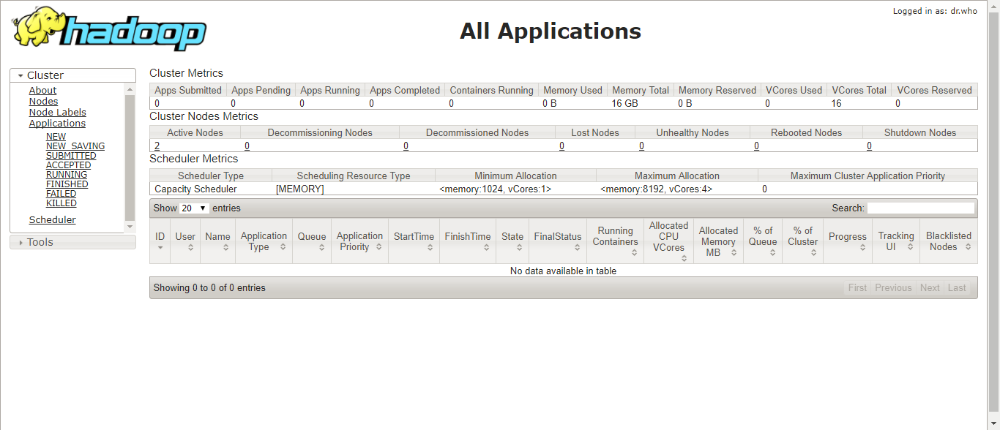 hadoop
All Applications
Logged in as: dr.who
Cluster
About
Nodes
Node Labels
Applications
NEW
NEW_SAVING
SUBMITTED
ACCEPTED
RUNNING
FINISHED
FAILED
KILLED
Scheduler
Tools
Cluster Metrics
Apps Submitted Apps Pending Apps Running Apps Completed Containers Running Memory Used Memory Total Memory Reserved VCores Used VCores Total VCores Reserved
0 0 0 0 0 0 B 16 GB 0 B 0 16 0
Cluster Nodes Metrics
Active Nodes Decommissioning Nodes Decommissioned Nodes Lost Nodes Unhealthy Nodes Rebooted Nodes Shutdown Nodes
2 0 0 0 0 0 0
Scheduler Metrics
Scheduler Type Scheduling Resource Type Minimum Allocation Maximum Allocation Maximum Cluster Application Priority
Capacity Scheduler [MEMORY] <memory:1024, vCores:1> <memory:8192, vCores:4> 0
Show 20 entries Search:
ID User Name Application Type Queue Application Priority StartTime FinishTime State FinalStatus Running Containers Allocated CPU VCores Allocated Memory MB % of Queue % of Cluster Progress Tracking UI Blacklisted Nodes
No data available in table
Showing 0 to 0 of 0 entries First Previous Next Last